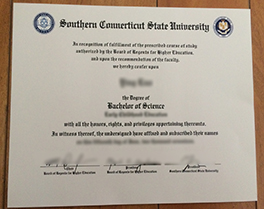 Southern Connecticut State University
In recognition of fulfillment of the prescribed course of study
authorized by the Board of Regents for Higher Education,
and upon the recommendation of the faculty,
we hereby confer upon
the Degree of
Bachelor of Science
Early Childhood Education
with all the honors, rights, and privileges appertaining thereunto.
In witness thereof, the undersigned have affixed and subscribed their names
Board of Regents for Higher Education
Board of Regents for Higher Education
Southern Connecticut State University